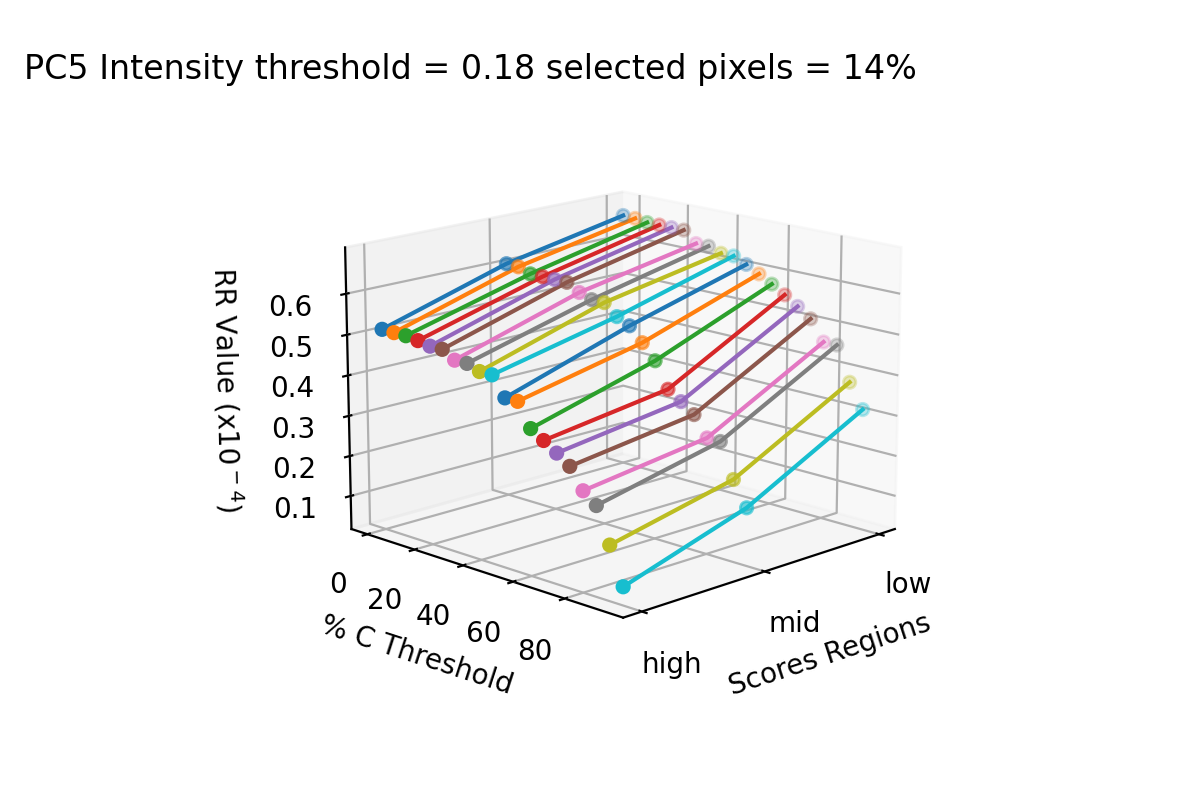 PC5 Intensity threshold = 0.18 selected pixels = 14%
RR Value (x10⁻⁴)
0.6
0.5
0.4
0.3
0.2
0.1
0
20
40
60
80
% C Threshold
low
mid
high
Scores Regions